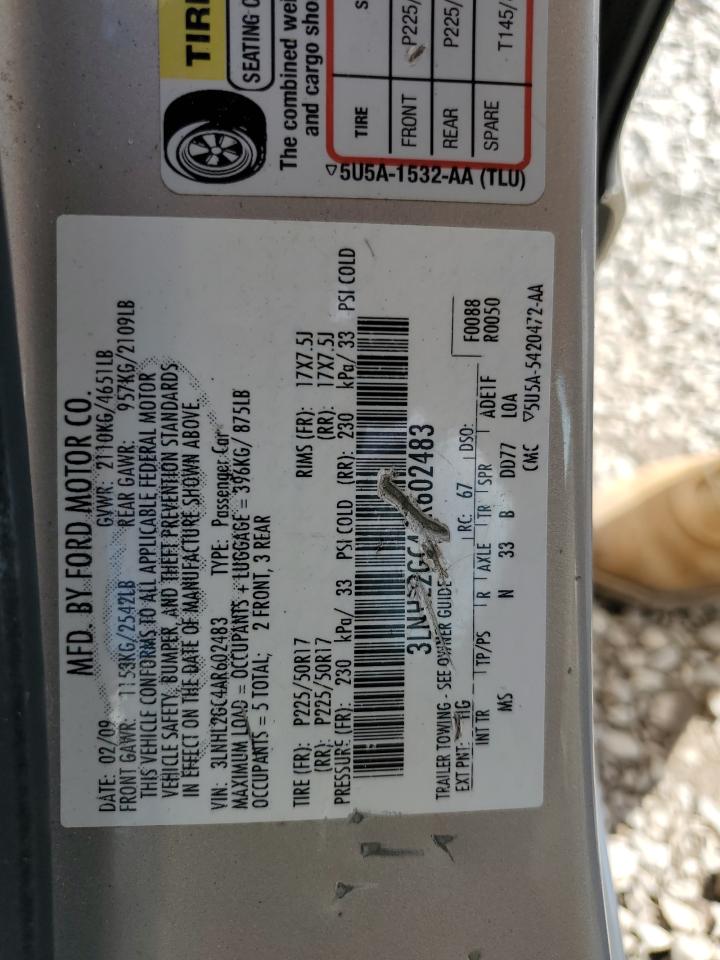 MFD. BY FORD MOTOR CO.
DATE: 02/09 GVWR: 2110KG/4651LB
FRONT GAWR: 1153KG/2542LB REAR GAWR: 957KG/2109LB
THIS VEHICLE CONFORMS TO ALL APPLICABLE FEDERAL MOTOR
VEHICLE SAFETY, BUMPER, AND THEFT PREVENTION STANDARDS
IN EFFECT ON THE DATE OF MANUFACTURE SHOWN ABOVE.
VIN: 3LNHL2GC4AR602483 TYPE: Passenger Car
MAXIMUM LOAD = OCCUPANTS + LUGGAGE = 396KG/ 875LB
OCCUPANTS = 5 TOTAL; 2 FRONT, 3 REAR
TIRE (FR): P225/50R17 RIMS (FR): 17X7.5J
(RR): P225/50R17 (RR): 17X7.5J
PRESSURE (FR): 230 kPa/ 33 PSI COLD (RR): 230 kPa/ 33 PSI COLD
TRAILER TOWING - SEE OWNER GUIDE
EXT PNT: HG RC: 67 DSO:
F0088
R0050
INT TR TP/PS R AXLE TR SPR ADE1F
MS N 33 B DD77 LOA
CMC ▽5U5A-5420472-AA
TIRE
SEATING
The combined
and cargo
TIRE
FRONT P225/
REAR P225/
SPARE T145/
▽5U5A-1532-AA (TLU)